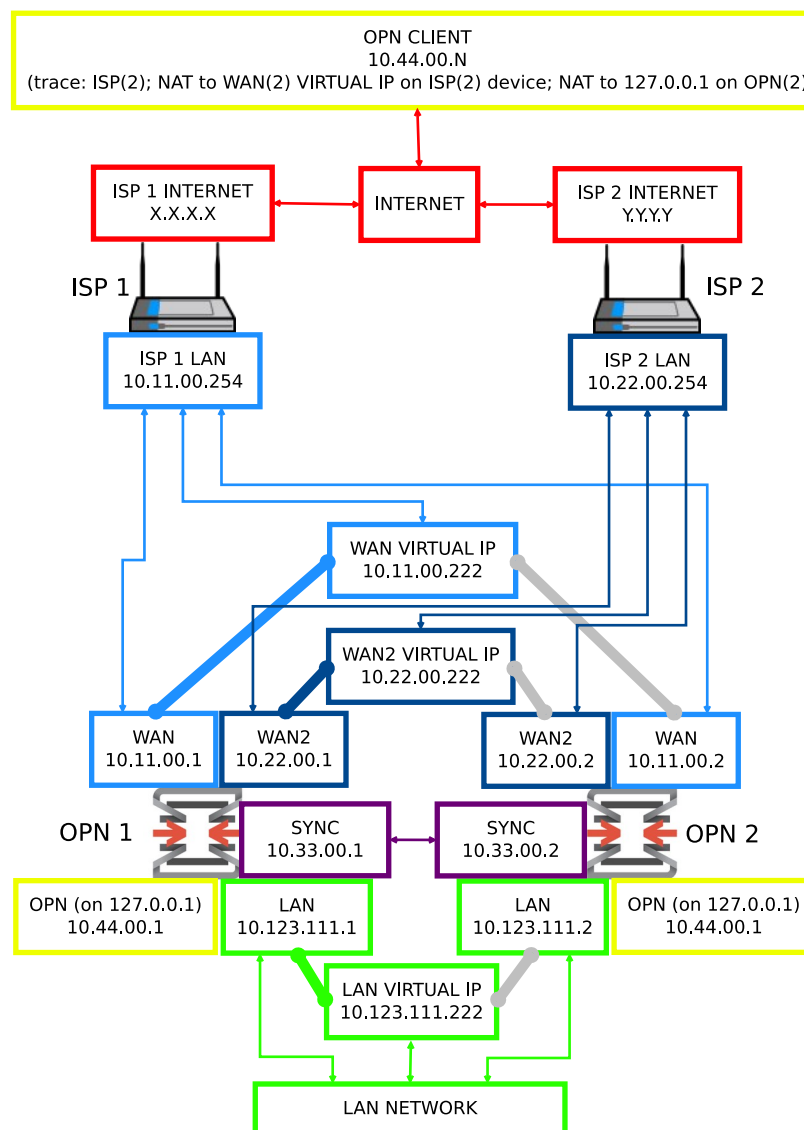 OPN CLIENT
10.44.00.N
(trace: ISP(2); NAT to WAN(2) VIRTUAL IP on ISP(2) device; NAT to 127.0.0.1 on OPN(2)
ISP 1 INTERNET
X.X.X.X
INTERNET
ISP 2 INTERNET
Y.Y.Y.Y
ISP 1
ISP 2
ISP 1 LAN
10.11.00.254
ISP 2 LAN
10.22.00.254
WAN VIRTUAL IP
10.11.00.222
WAN2 VIRTUAL IP
10.22.00.222
WAN
10.11.00.1
WAN2
10.22.00.1
WAN2
10.22.00.2
WAN
10.11.00.2
OPN 1
SYNC
10.33.00.1
SYNC
10.33.00.2
OPN 2
OPN (on 127.0.0.1)
10.44.00.1
LAN
10.123.111.1
LAN
10.123.111.2
OPN (on 127.0.0.1)
10.44.00.1
LAN VIRTUAL IP
10.123.111.222
LAN NETWORK